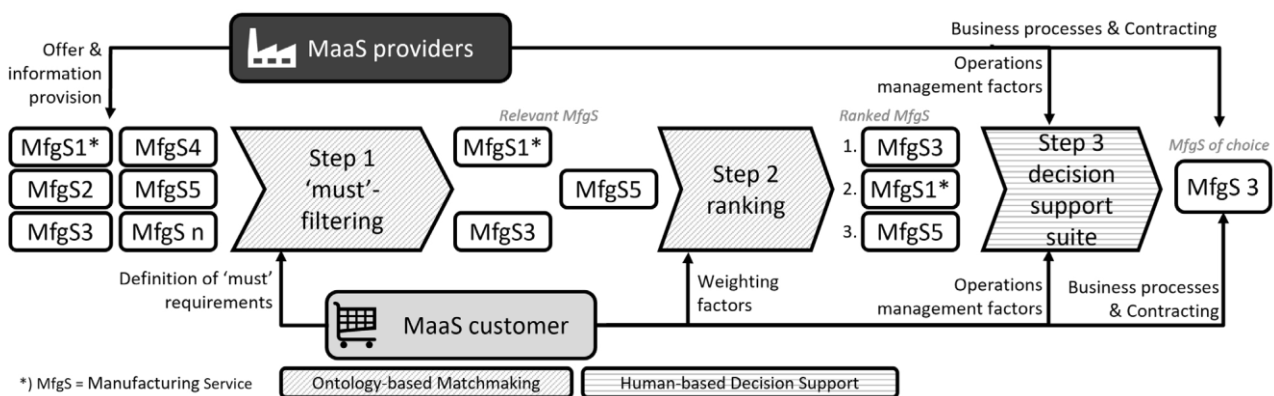 MaaS providers
Business processes & Contracting
Offer &
information
provision
Operations
management factors
Relevant MfgS
Ranked MfgS
MfgS of choice
MfgS1*
MfgS4
MfgS2
MfgS5
MfgS3
MfgS n
Step 1
‘must’-
filtering
MfgS1*
MfgS5
MfgS3
Step 2
ranking
1. MfgS3
2. MfgS1*
3. MfgS5
Step 3
decision
support
suite
MfgS 3
Definition of ‘must’
requirements
Weighting
factors
Operations
management factors
Business processes
& Contracting
MaaS customer
*) MfgS = Manufacturing Service
Ontology-based Matchmaking
Human-based Decision Support